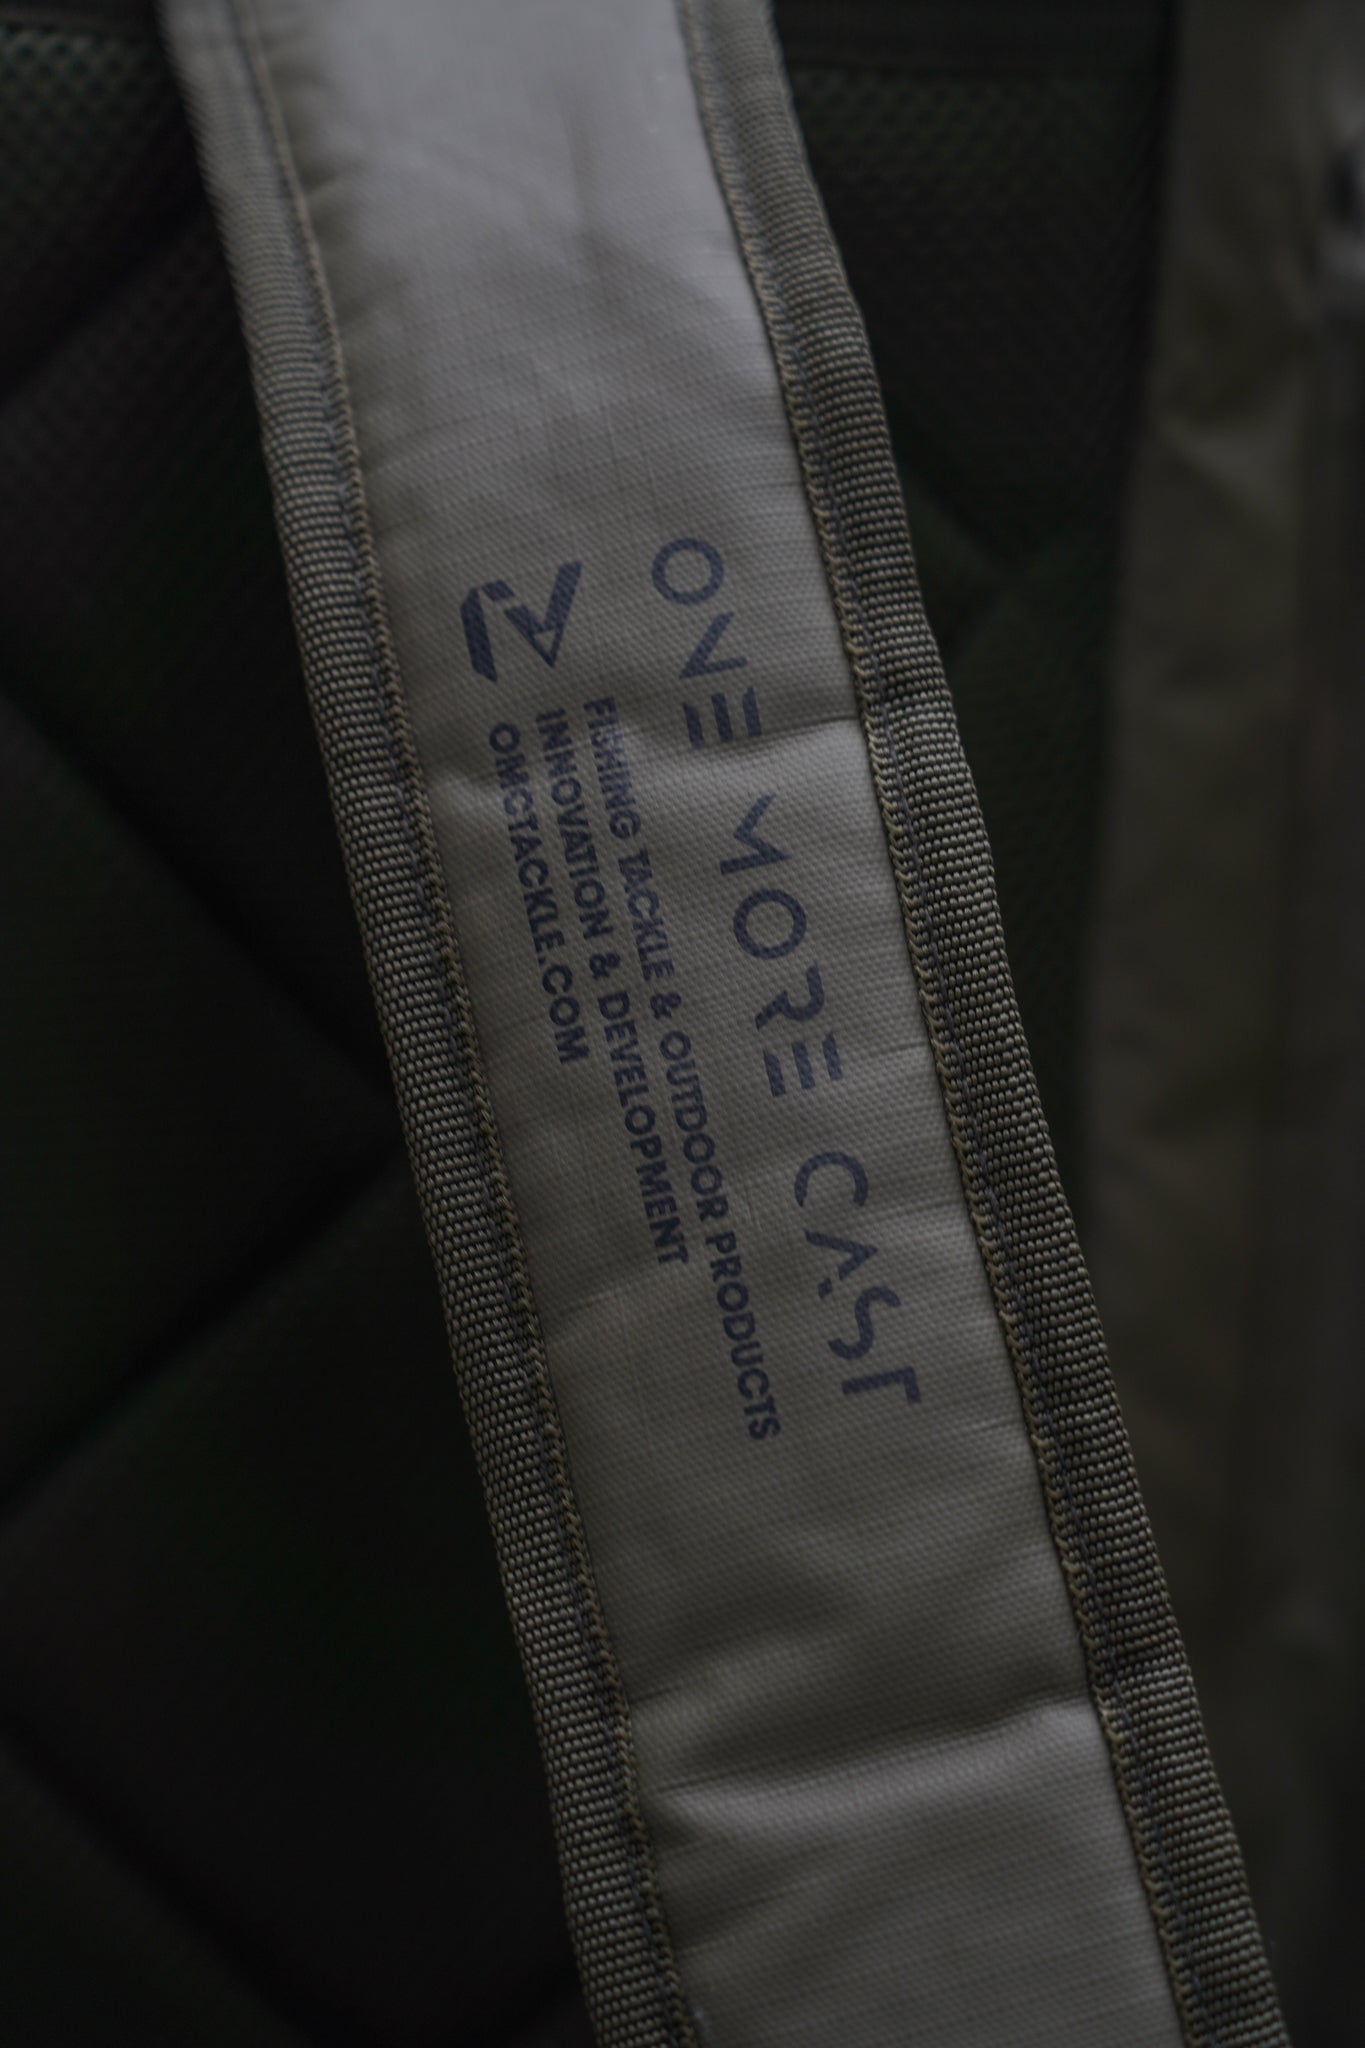 ONE MORE CAST
FISHING TACKLE & OUTDOOR PRODUCTS
INNOVATION & DEVELOPMENT
OMCTACKLE.COM